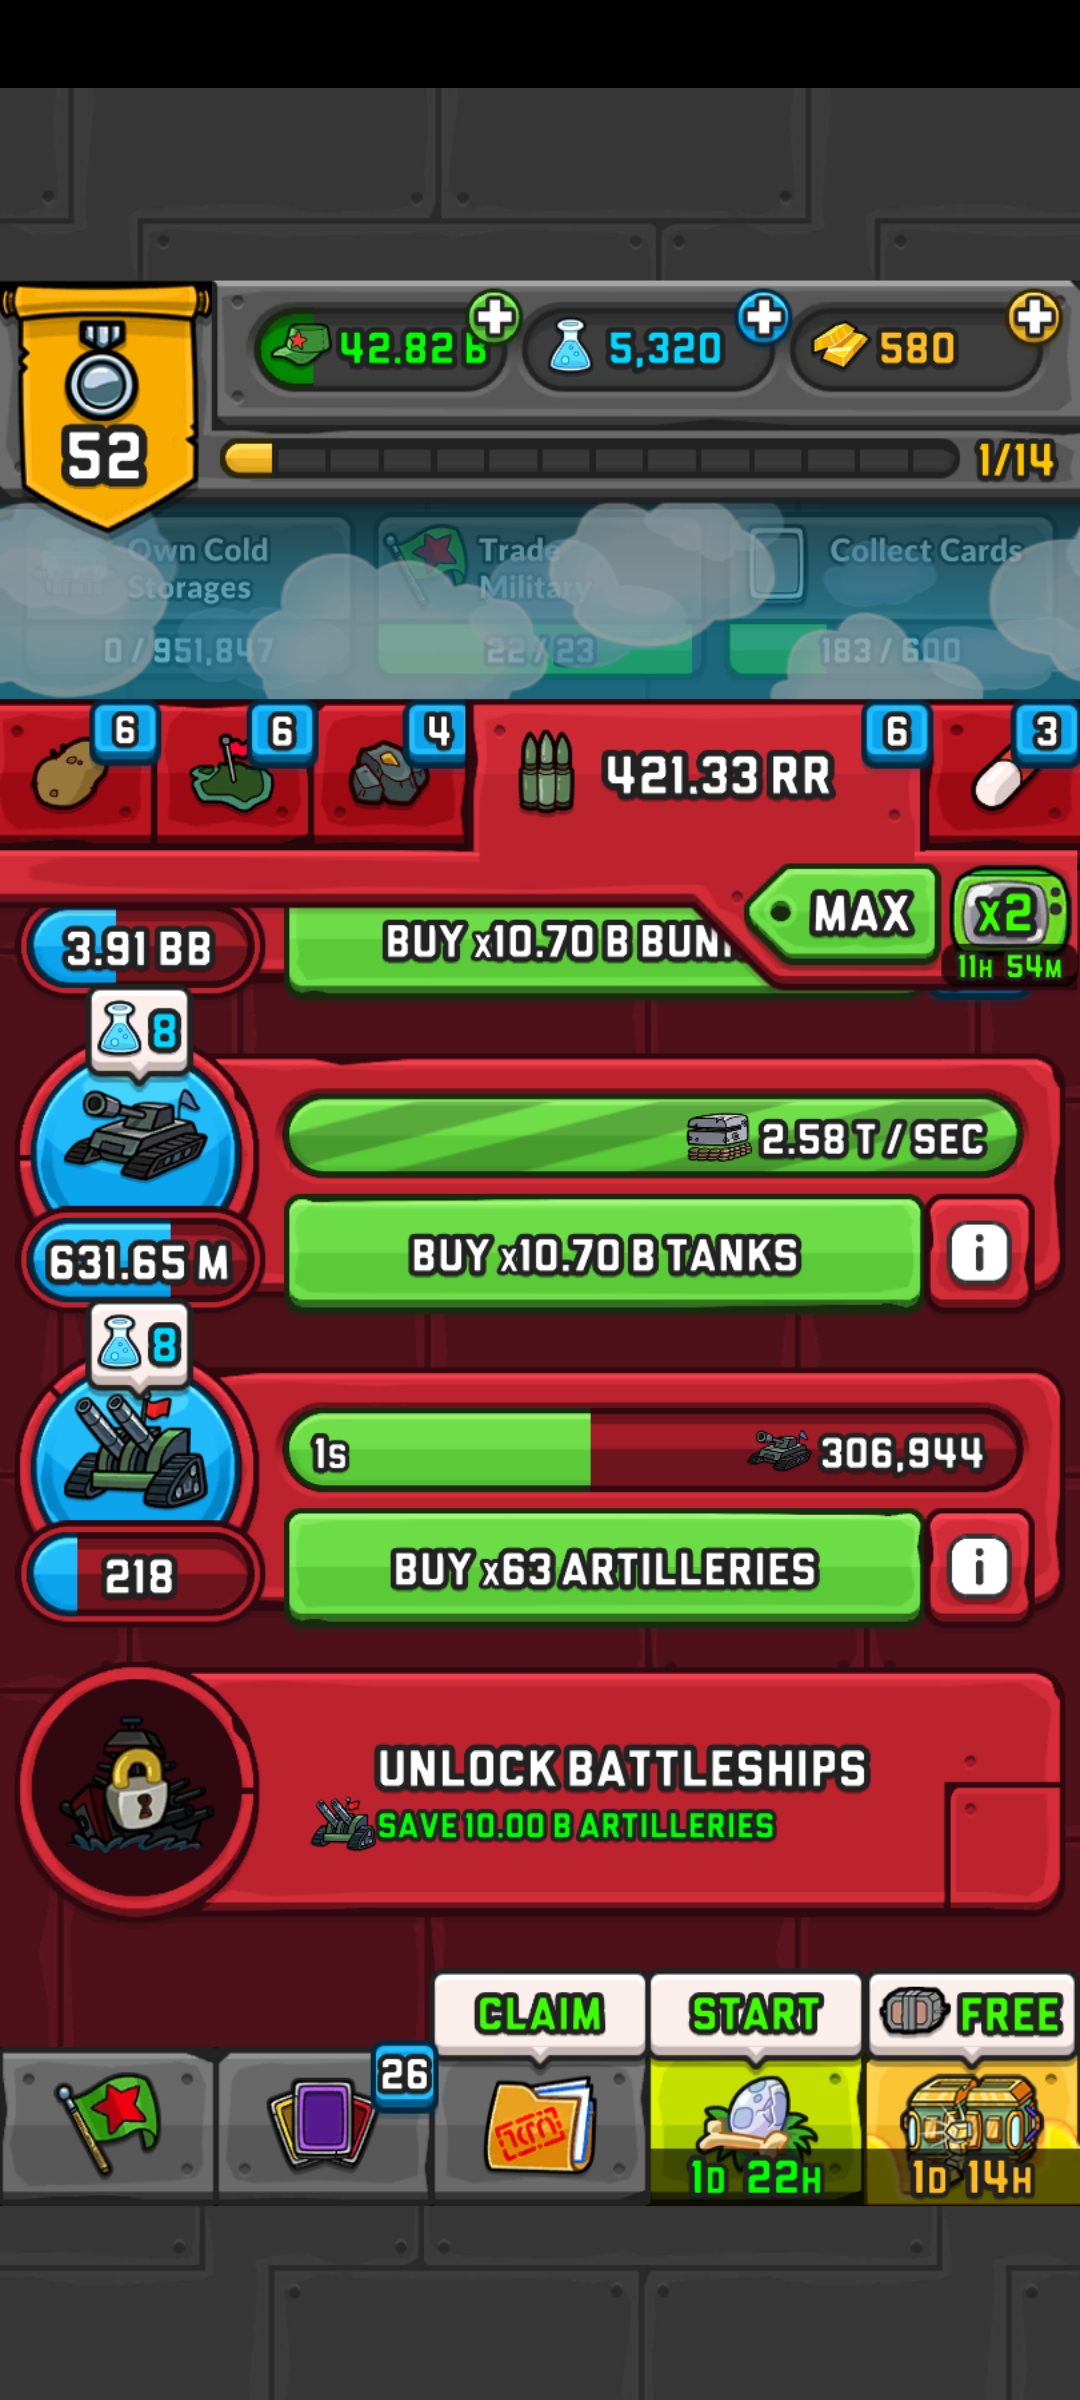 42.82 B
5,320
580
52
1/14
Own Cold
Storages
0 / 951,847
Trade
Military
22 / 23
Collect Cards
183 / 600
6
6
4
421.33 RR
6
3
MAX
x2
11H 54M
3.91 BB
BUY x10.70 B BUN
8
2.58 T / SEC
631.65 M
BUY x10.70 B TANKS
i
8
1s
306,944
218
BUY x63 ARTILLERIES
i
UNLOCK BATTLESHIPS
SAVE 10.00 B ARTILLERIES
CLAIM
START
FREE
26
1D 22H
1D 14H